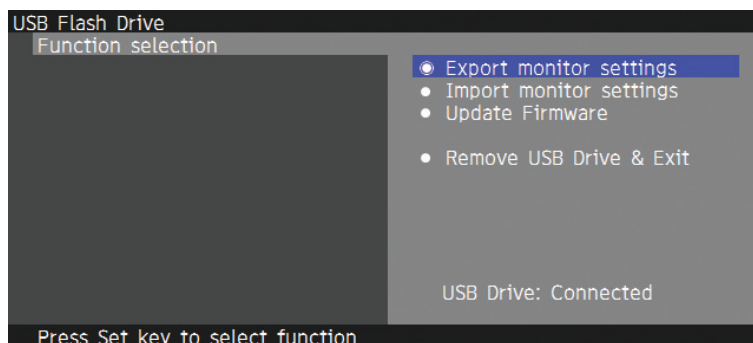 USB Flash Drive
Function selection
Export monitor settings
Import monitor settings
Update Firmware
Remove USB Drive & Exit
USB Drive: Connected
Press Set key to select function